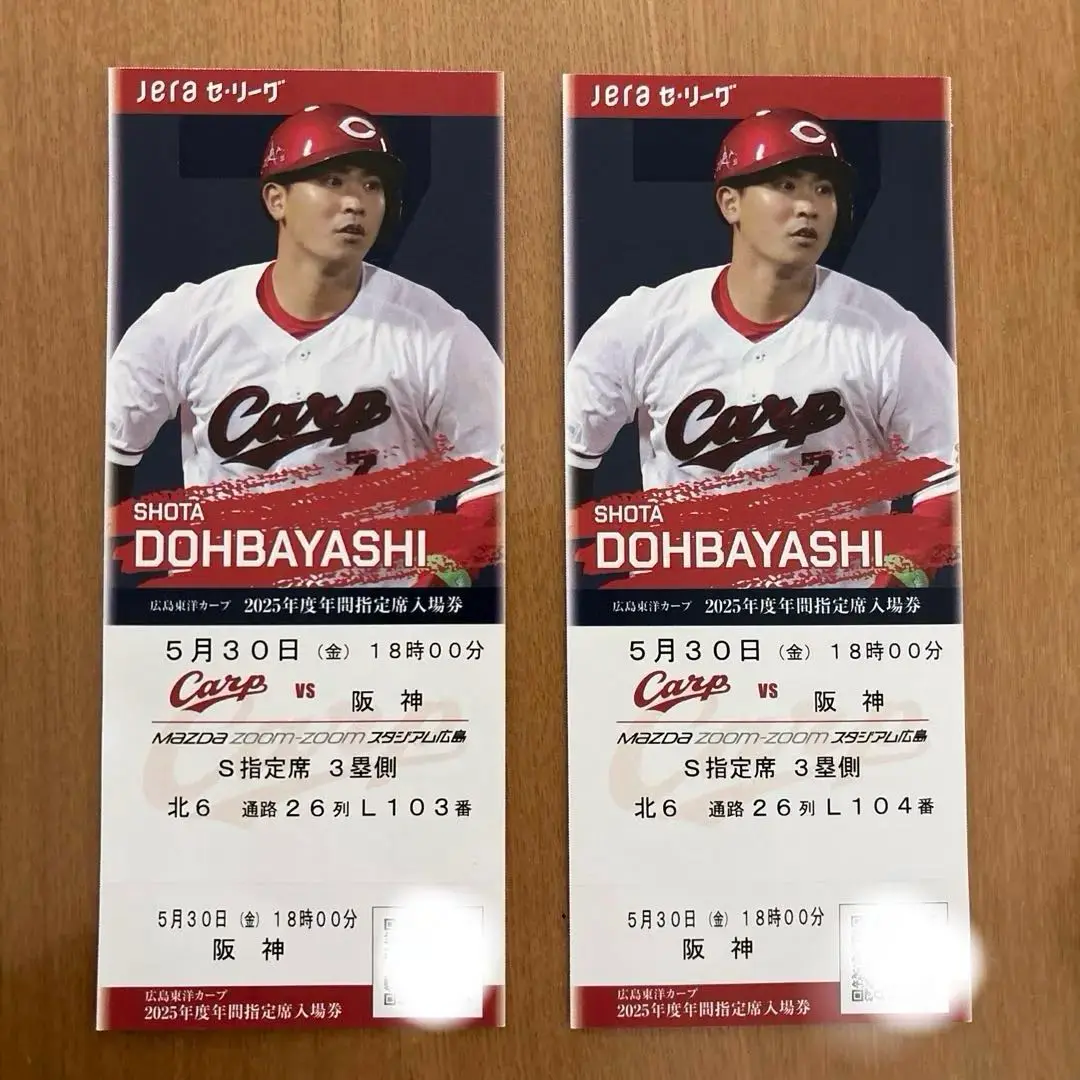 Jera セ・リーグ
C
Carp
7
SHOTA
DOHBAYASHI
広島東洋カープ 2025年度年間指定席入場券
5月30日（金）18時00分
Carp vs 阪神
MAZDA ZOOM-ZOOM スタジアム広島
S指定席 3塁側
北6 通路26列L103番
5月30日（金）18時00分
阪神
広島東洋カープ
2025年度年間指定席入場券
Jera セ・リーグ
C
Carp
7
SHOTA
DOHBAYASHI
広島東洋カープ 2025年度年間指定席入場券
5月30日（金）18時00分
Carp vs 阪神
MAZDA ZOOM-ZOOM スタジアム広島
S指定席 3塁側
北6 通路26列L104番
5月30日（金）18時00分
阪神
広島東洋カープ
2025年度年間指定席入場券